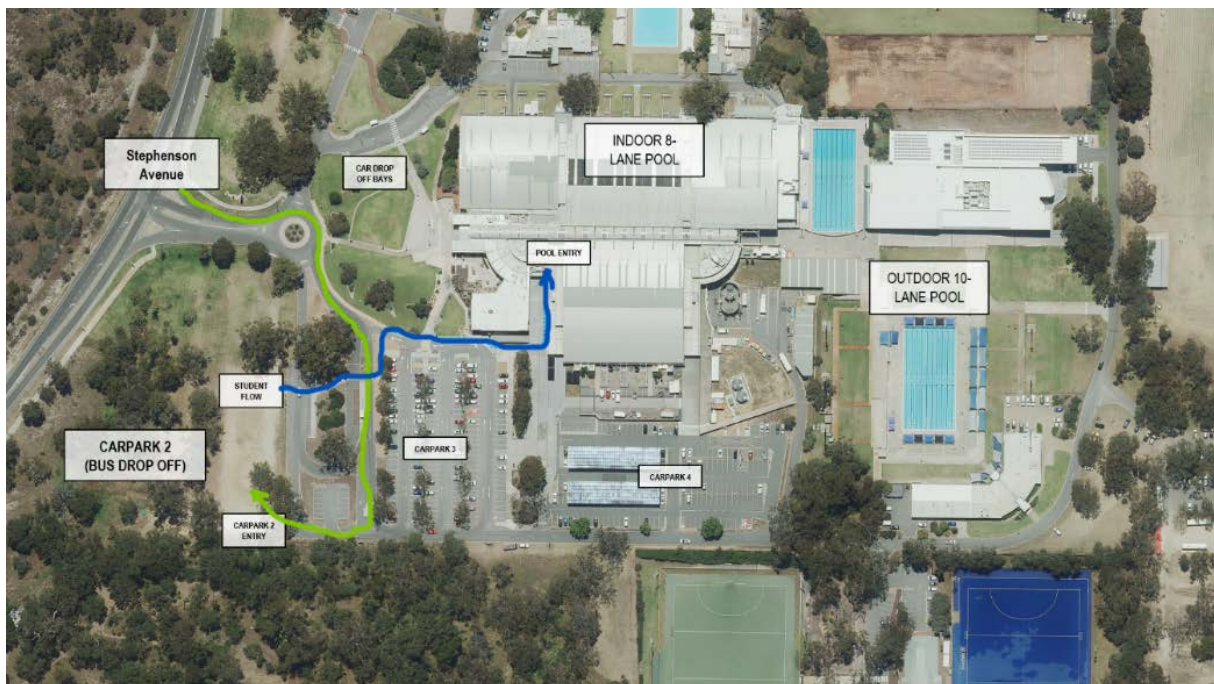 INDOOR 8-
LANE POOL
Stephenson
Avenue
CAR DROP
OFF BAYS
POOL ENTRY
OUTDOOR 10-
LANE POOL
STUDENT
FLOW
CARPARK 2
(BUS DROP OFF)
CARPARK 3
CARPARK 4
CARPARK 2
ENTRY